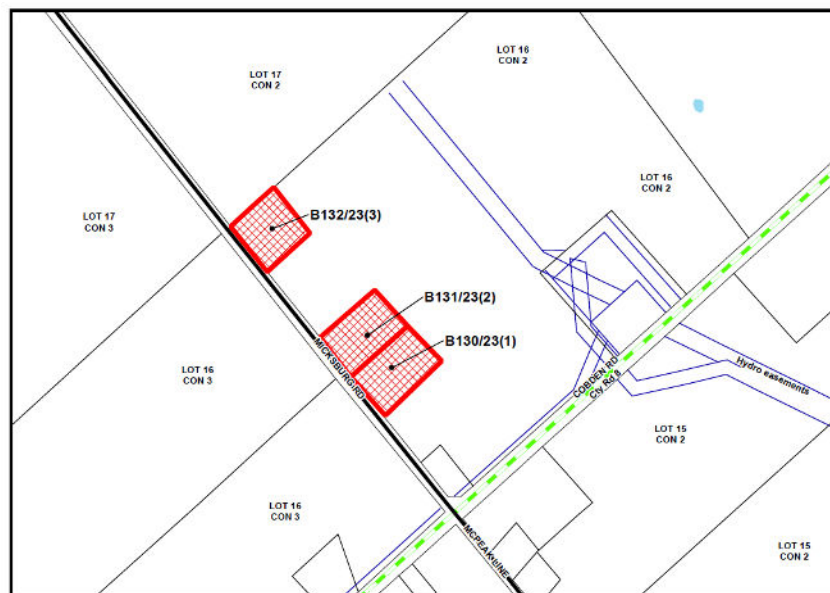 LOT 16
CON 2
LOT 17
CON 2
LOT 16
CON 2
LOT 17
CON 3
B132/23(3)
B131/23(2)
B130/23(1)
MICKSBURG RD
COBDEN RD
Cty Rd 8
Hydro easements
LOT 16
CON 3
LOT 15
CON 2
LOT 16
CON 3
MCPEAK LINE
LOT 15
CON 2